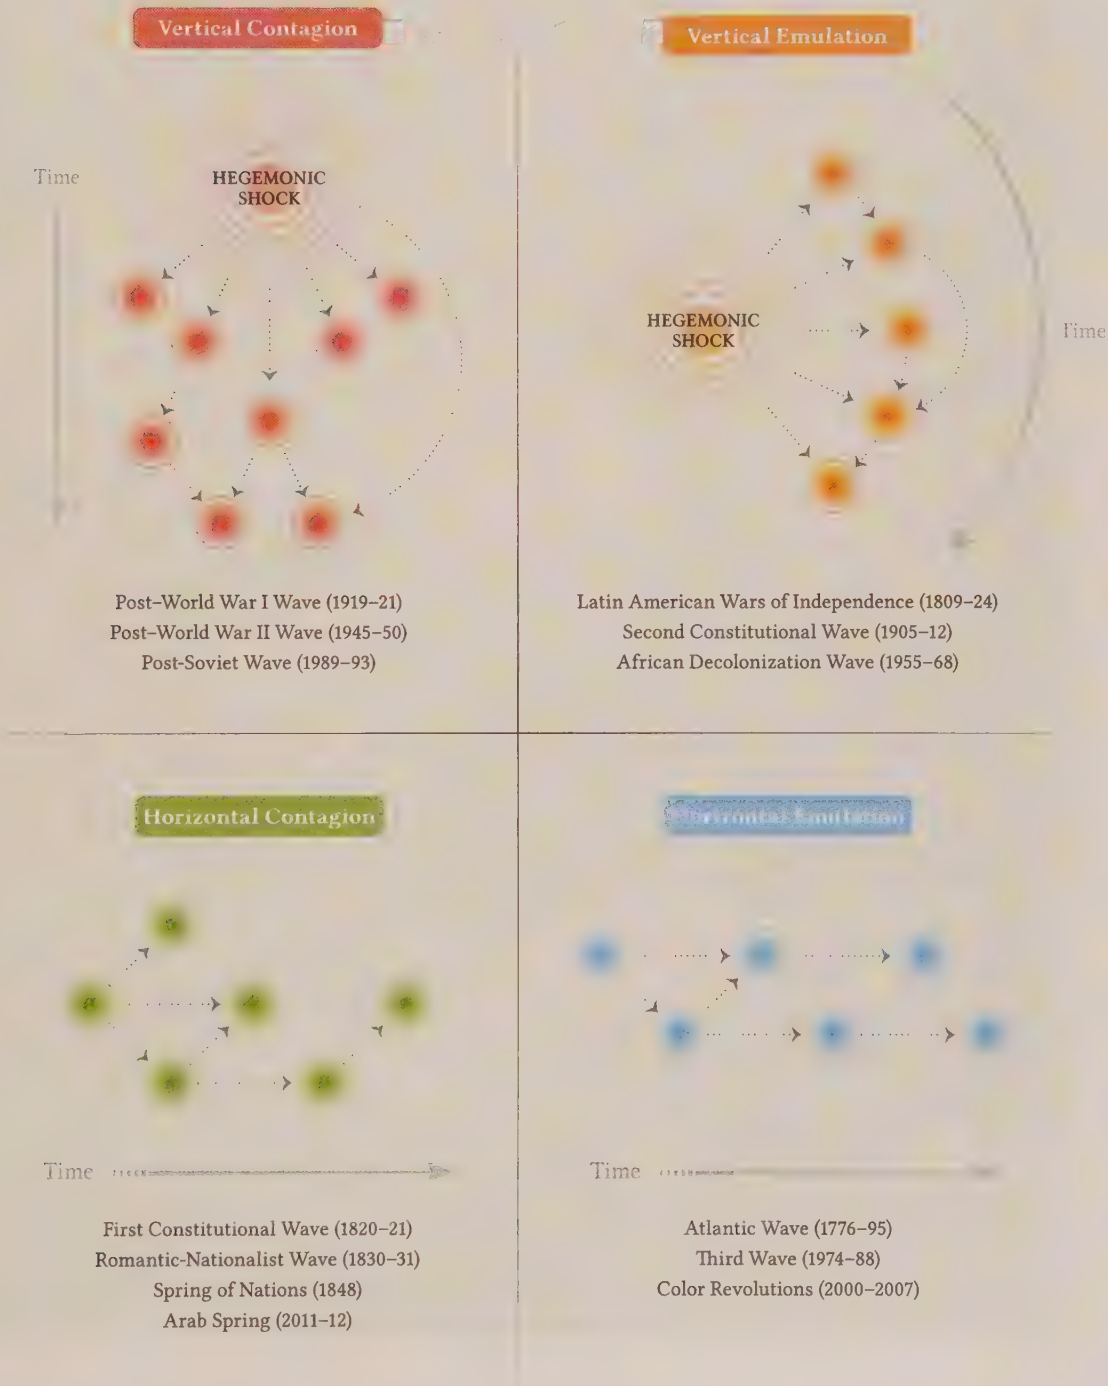 Vertical Contagion
Time
HEGEMONIC
SHOCK
Post–World War I Wave (1919–21)
Post–World War II Wave (1945–50)
Post-Soviet Wave (1989–93)
Vertical Emulation
HEGEMONIC
SHOCK
Time
Latin American Wars of Independence (1809–24)
Second Constitutional Wave (1905–12)
African Decolonization Wave (1955–68)
Horizontal Contagion
Time
First Constitutional Wave (1820–21)
Romantic-Nationalist Wave (1830–31)
Spring of Nations (1848)
Arab Spring (2011–12)
Horizontal Emulation
Time
Atlantic Wave (1776–95)
Third Wave (1974–88)
Color Revolutions (2000–2007)